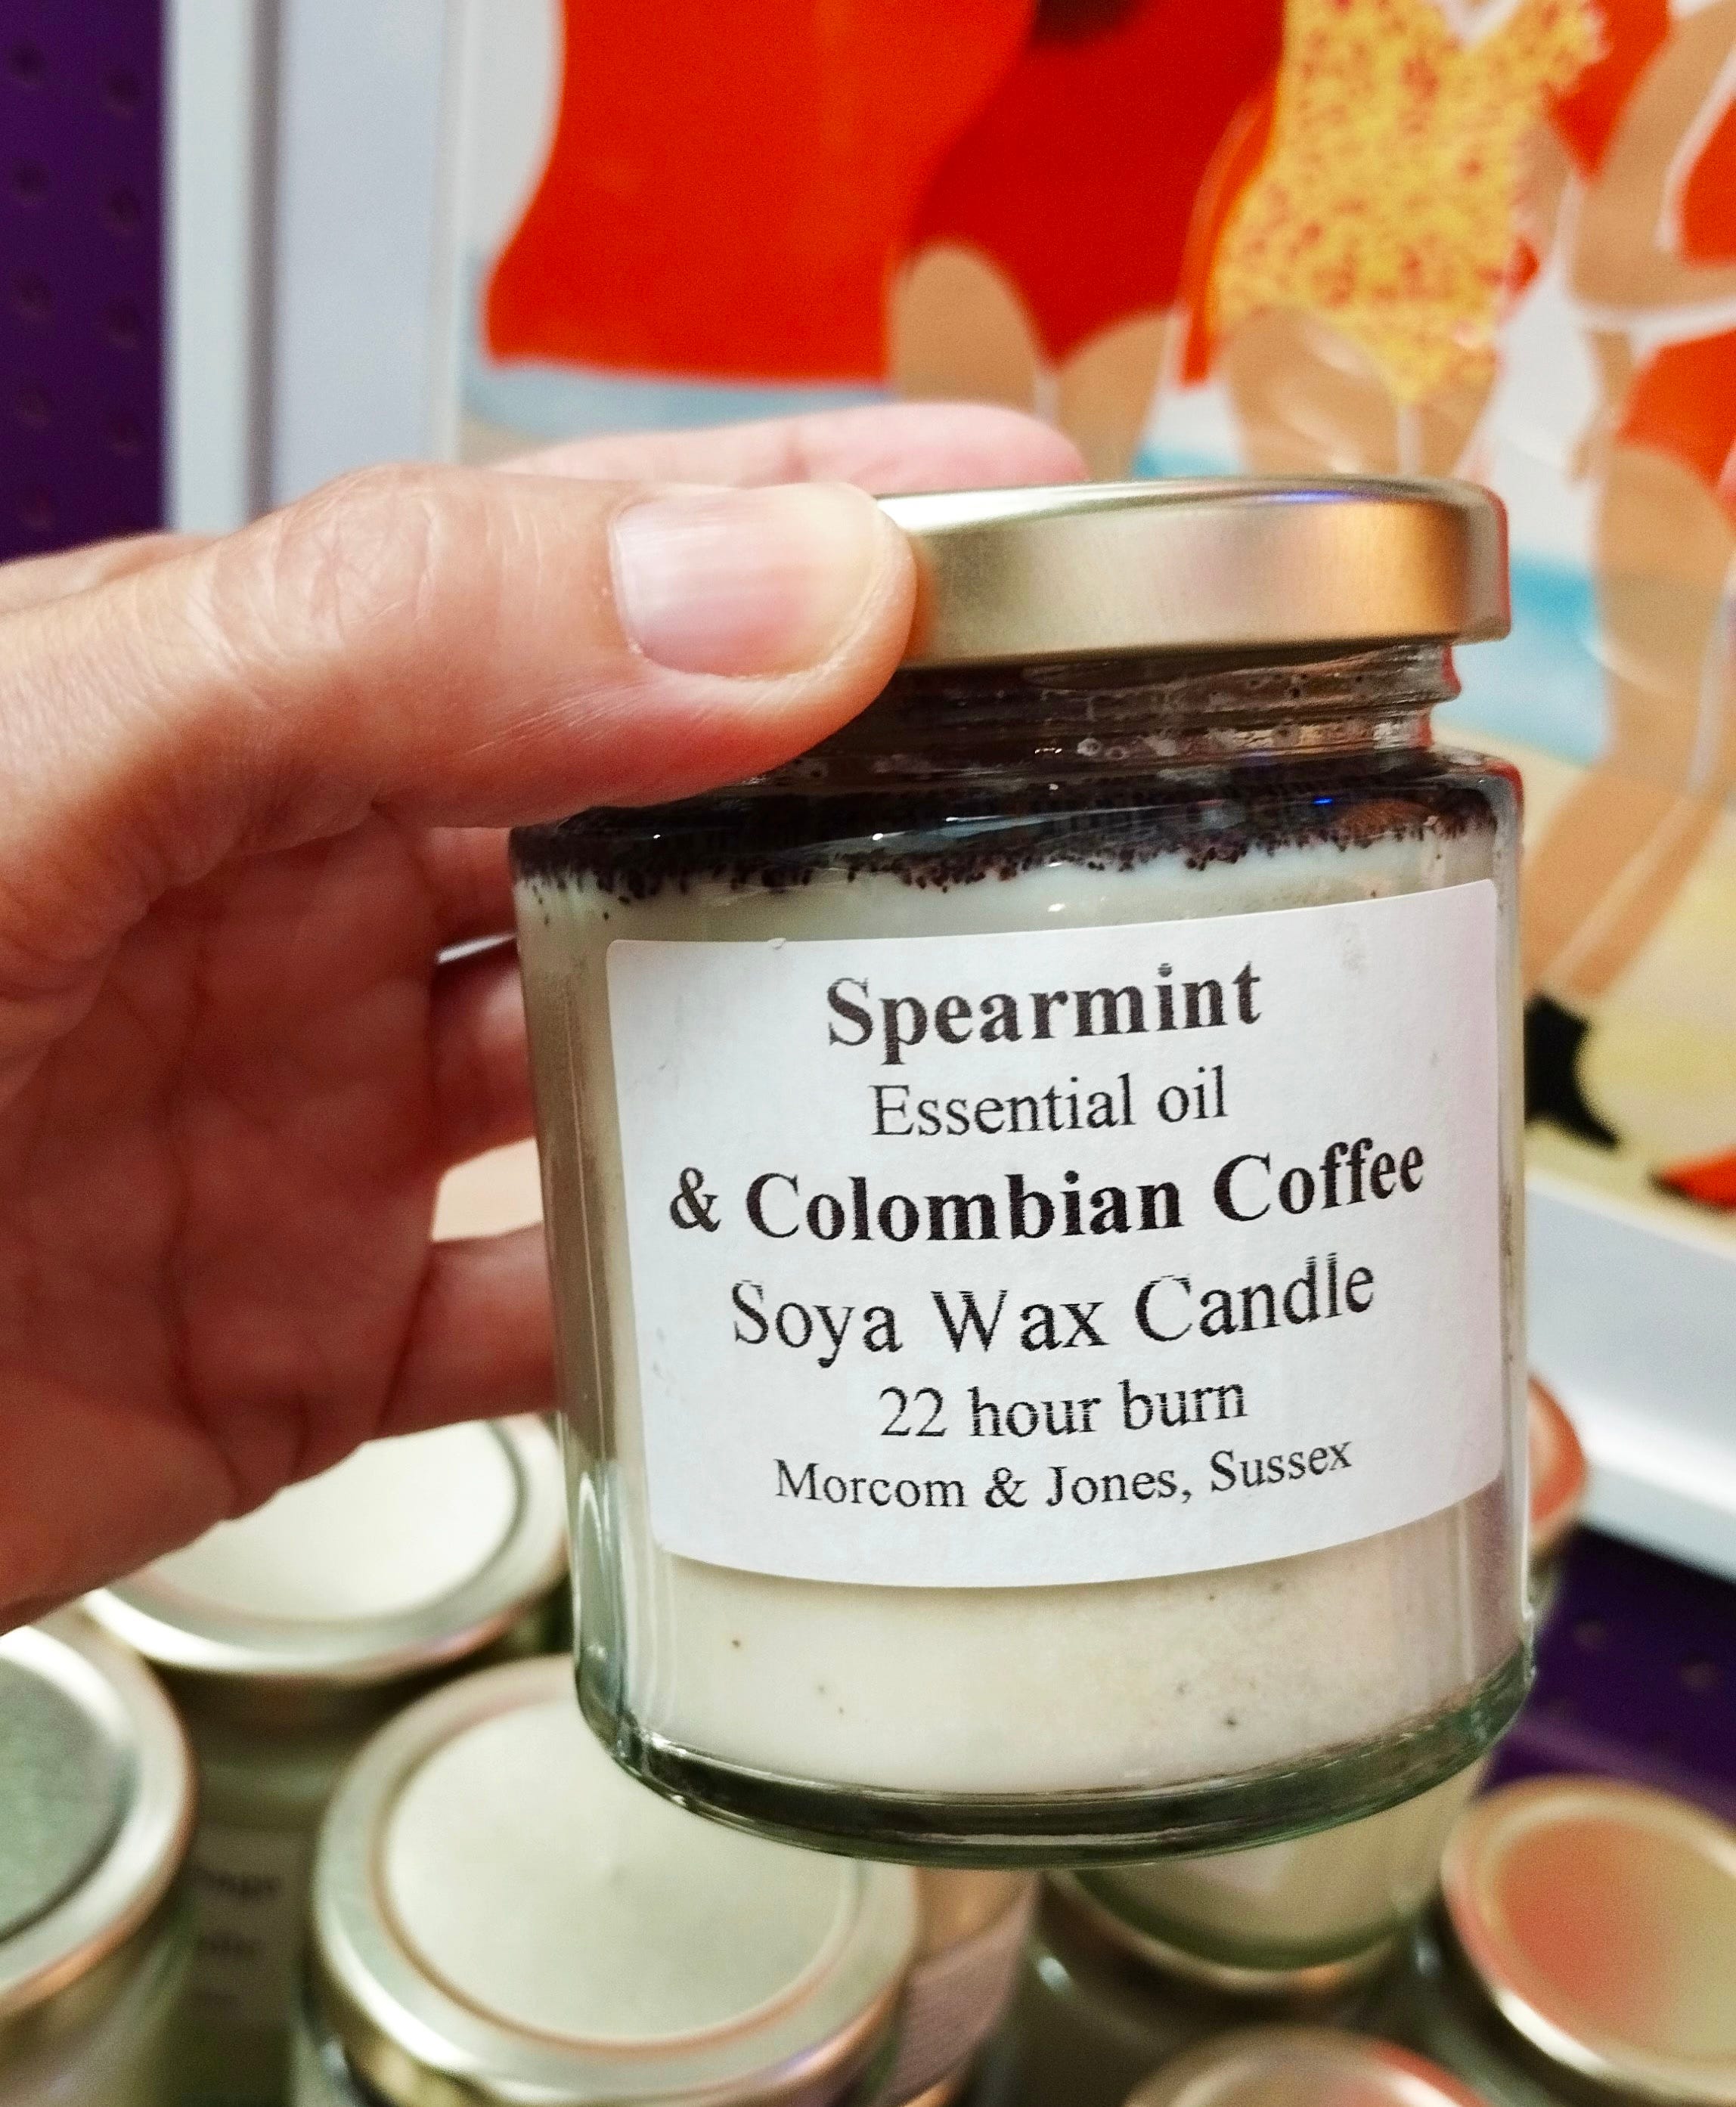 Spearmint
Essential oil
& Colombian Coffee
Soya Wax Candle
22 hour burn
Morcom & Jones, Sussex